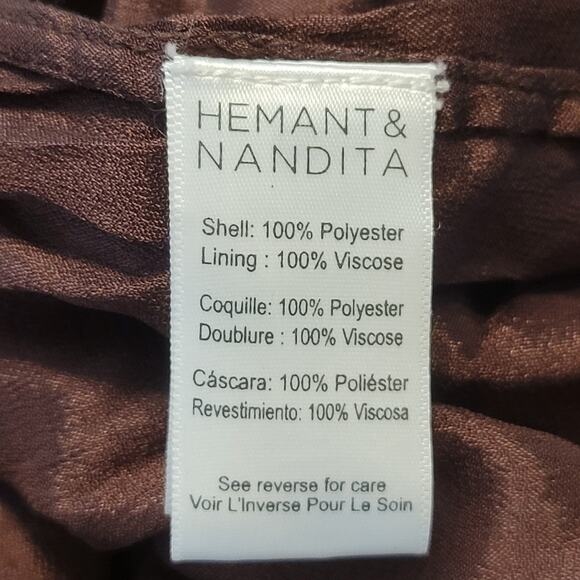 HEMANT &
NANDITA
Shell: 100% Polyester
Lining : 100% Viscose
Coquille: 100% Polyester
Doublure : 100% Viscose
Cáscara: 100% Poliéster
Revestimiento: 100% Viscosa
See reverse for care
Voir L'Inverse Pour Le Soin